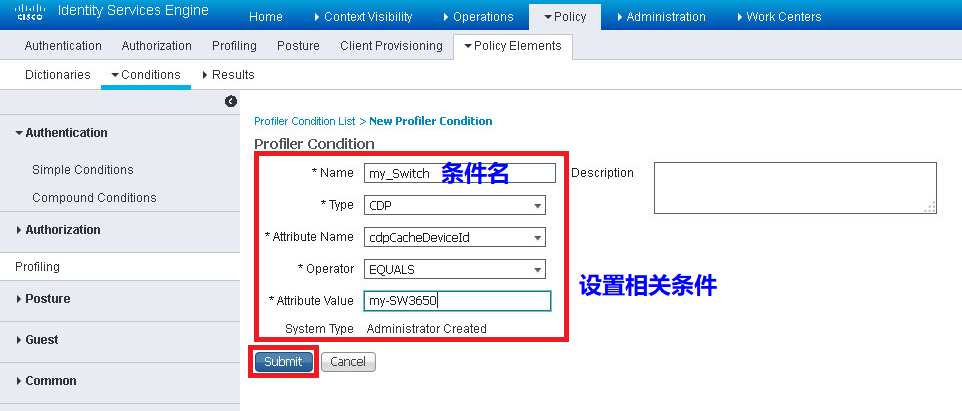 CISCO Identity Services Engine Home Context Visibility Operations Policy Administration Work Centers
Authentication Authorization Profiling Posture Client Provisioning Policy Elements
Dictionaries Conditions Results
Authentication
Simple Conditions
Compound Conditions
Authorization
Profiling
Posture
Guest
Common
Profiler Condition List > New Profiler Condition
Profiler Condition
* Name my_Switch 条件名 Description
* Type CDP
* Attribute Name cdpCacheDeviceId
* Operator EQUALS
* Attribute Value my-SW3650
System Type Administrator Created
设置相关条件
Submit Cancel